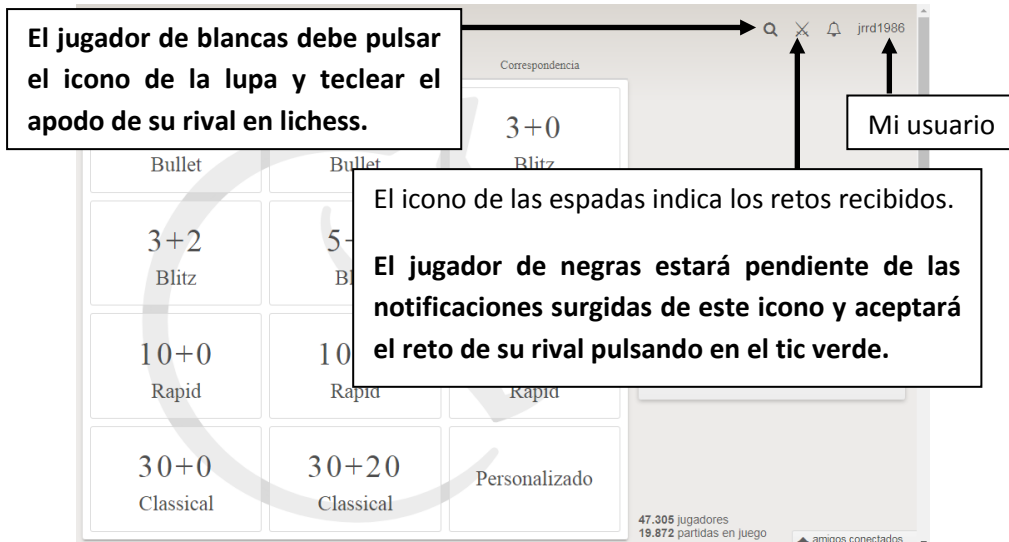 El jugador de blancas debe pulsar
el icono de la lupa y teclear el
apodo de su rival en lichess.
jrrd1986
Correspondencia
Mi usuario
3+0
Bullet
Bullet
Blitz
El icono de las espadas indica los retos recibidos.
El jugador de negras estará pendiente de las
notificaciones surgidas de este icono y aceptará
el reto de su rival pulsando en el tic verde.
3+2
Blitz
10+0
Rapid
Rapid
Rapid
30+0
Classical
30+20
Classical
Personalizado
47.305 jugadores
19.872 partidas en juego
amigos conectados